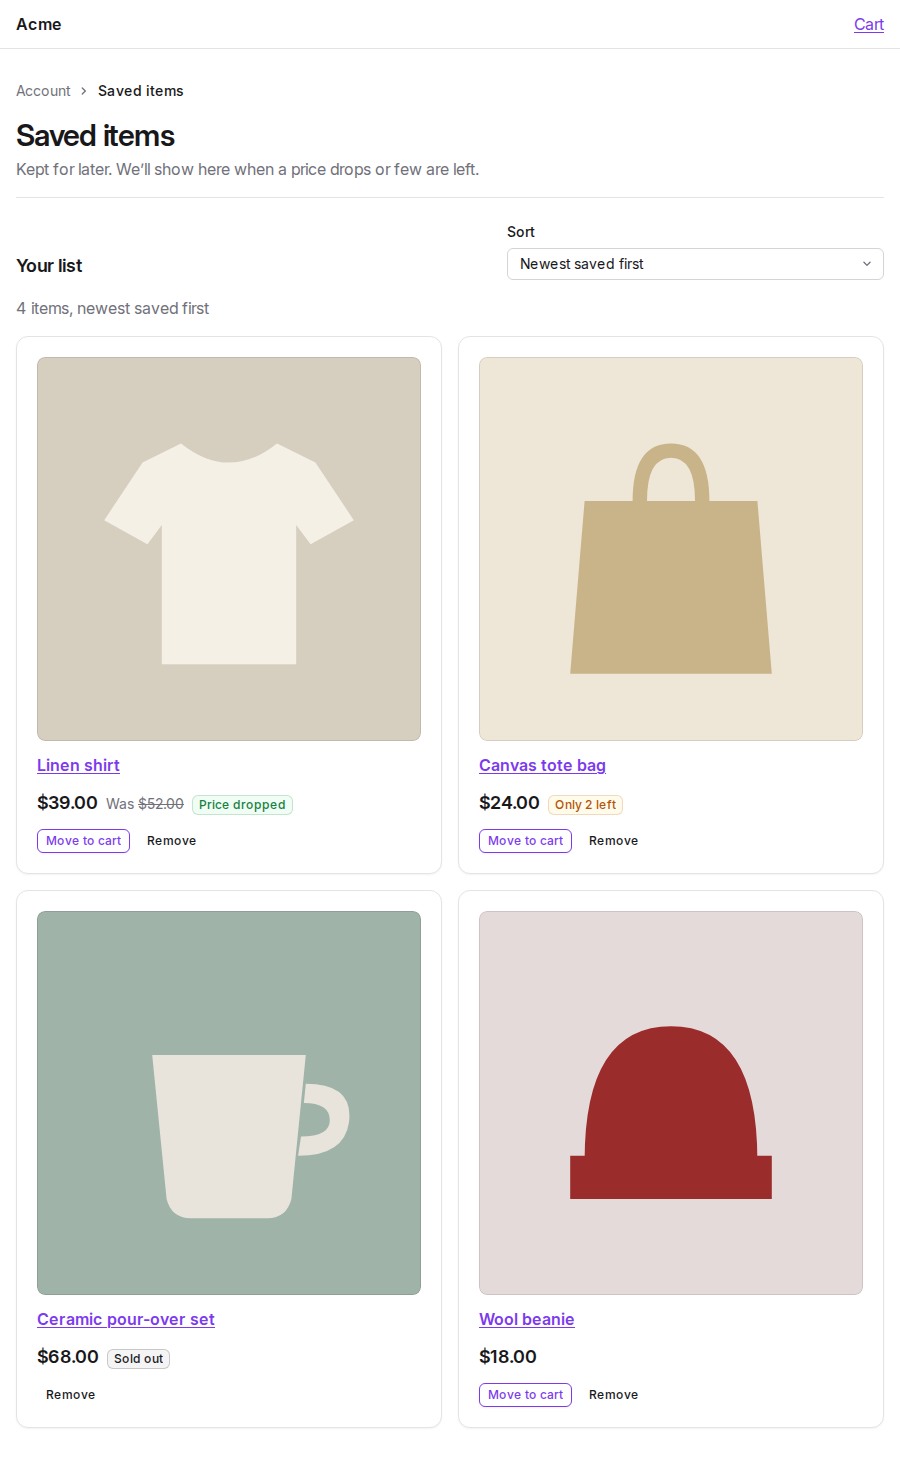 Acme
Cart
Account > Saved items
Saved items
Kept for later. We’ll show here when a price drops or few are left.
Sort
Your list
Newest saved first
4 items, newest saved first
Linen shirt
$39.00 Was $52.00 Price dropped
Move to cart Remove
Canvas tote bag
$24.00 Only 2 left
Move to cart Remove
Ceramic pour-over set
$68.00 Sold out
Remove
Wool beanie
$18.00
Move to cart Remove